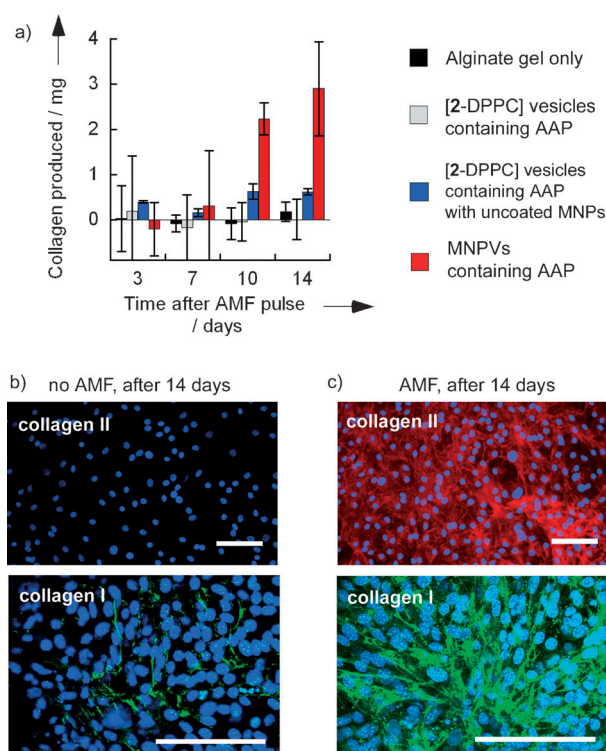 a)
Collagen produced / mg
4
3
2
1
0
3 7 10 14
Time after AMF pulse
/ days
Alginate gel only
[2-DPPC] vesicles
containing AAP
[2-DPPC] vesicles
containing AAP
with uncoated MNPs
MNPVs
containing AAP
b) no AMF, after 14 days
collagen II
collagen I
c) AMF, after 14 days
collagen II
collagen I